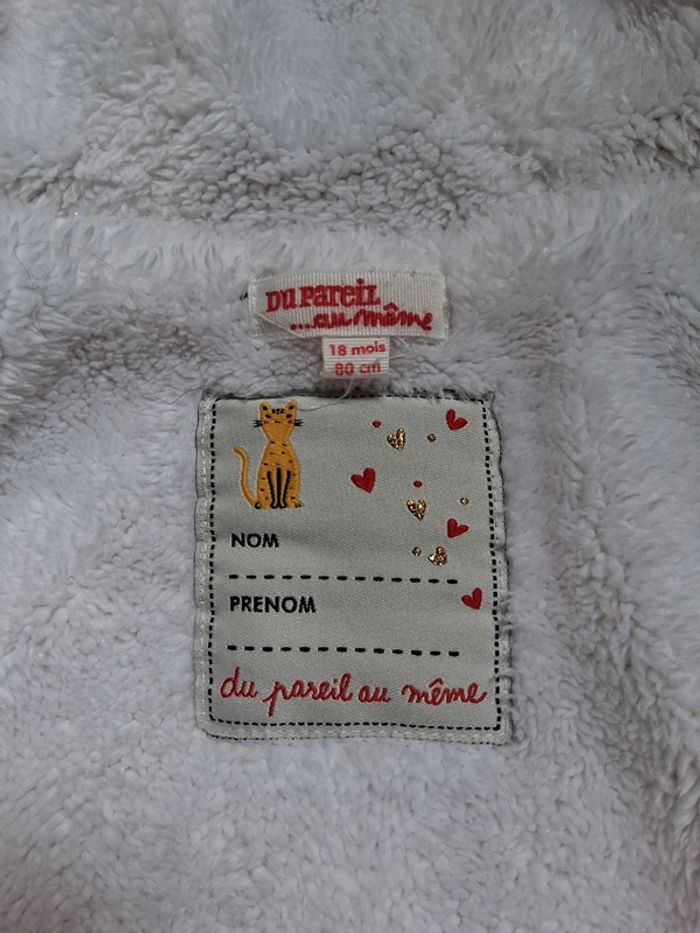 DU PAREIL
...au même
18 mois
80 cm
NOM
PRENOM
du pareil au même